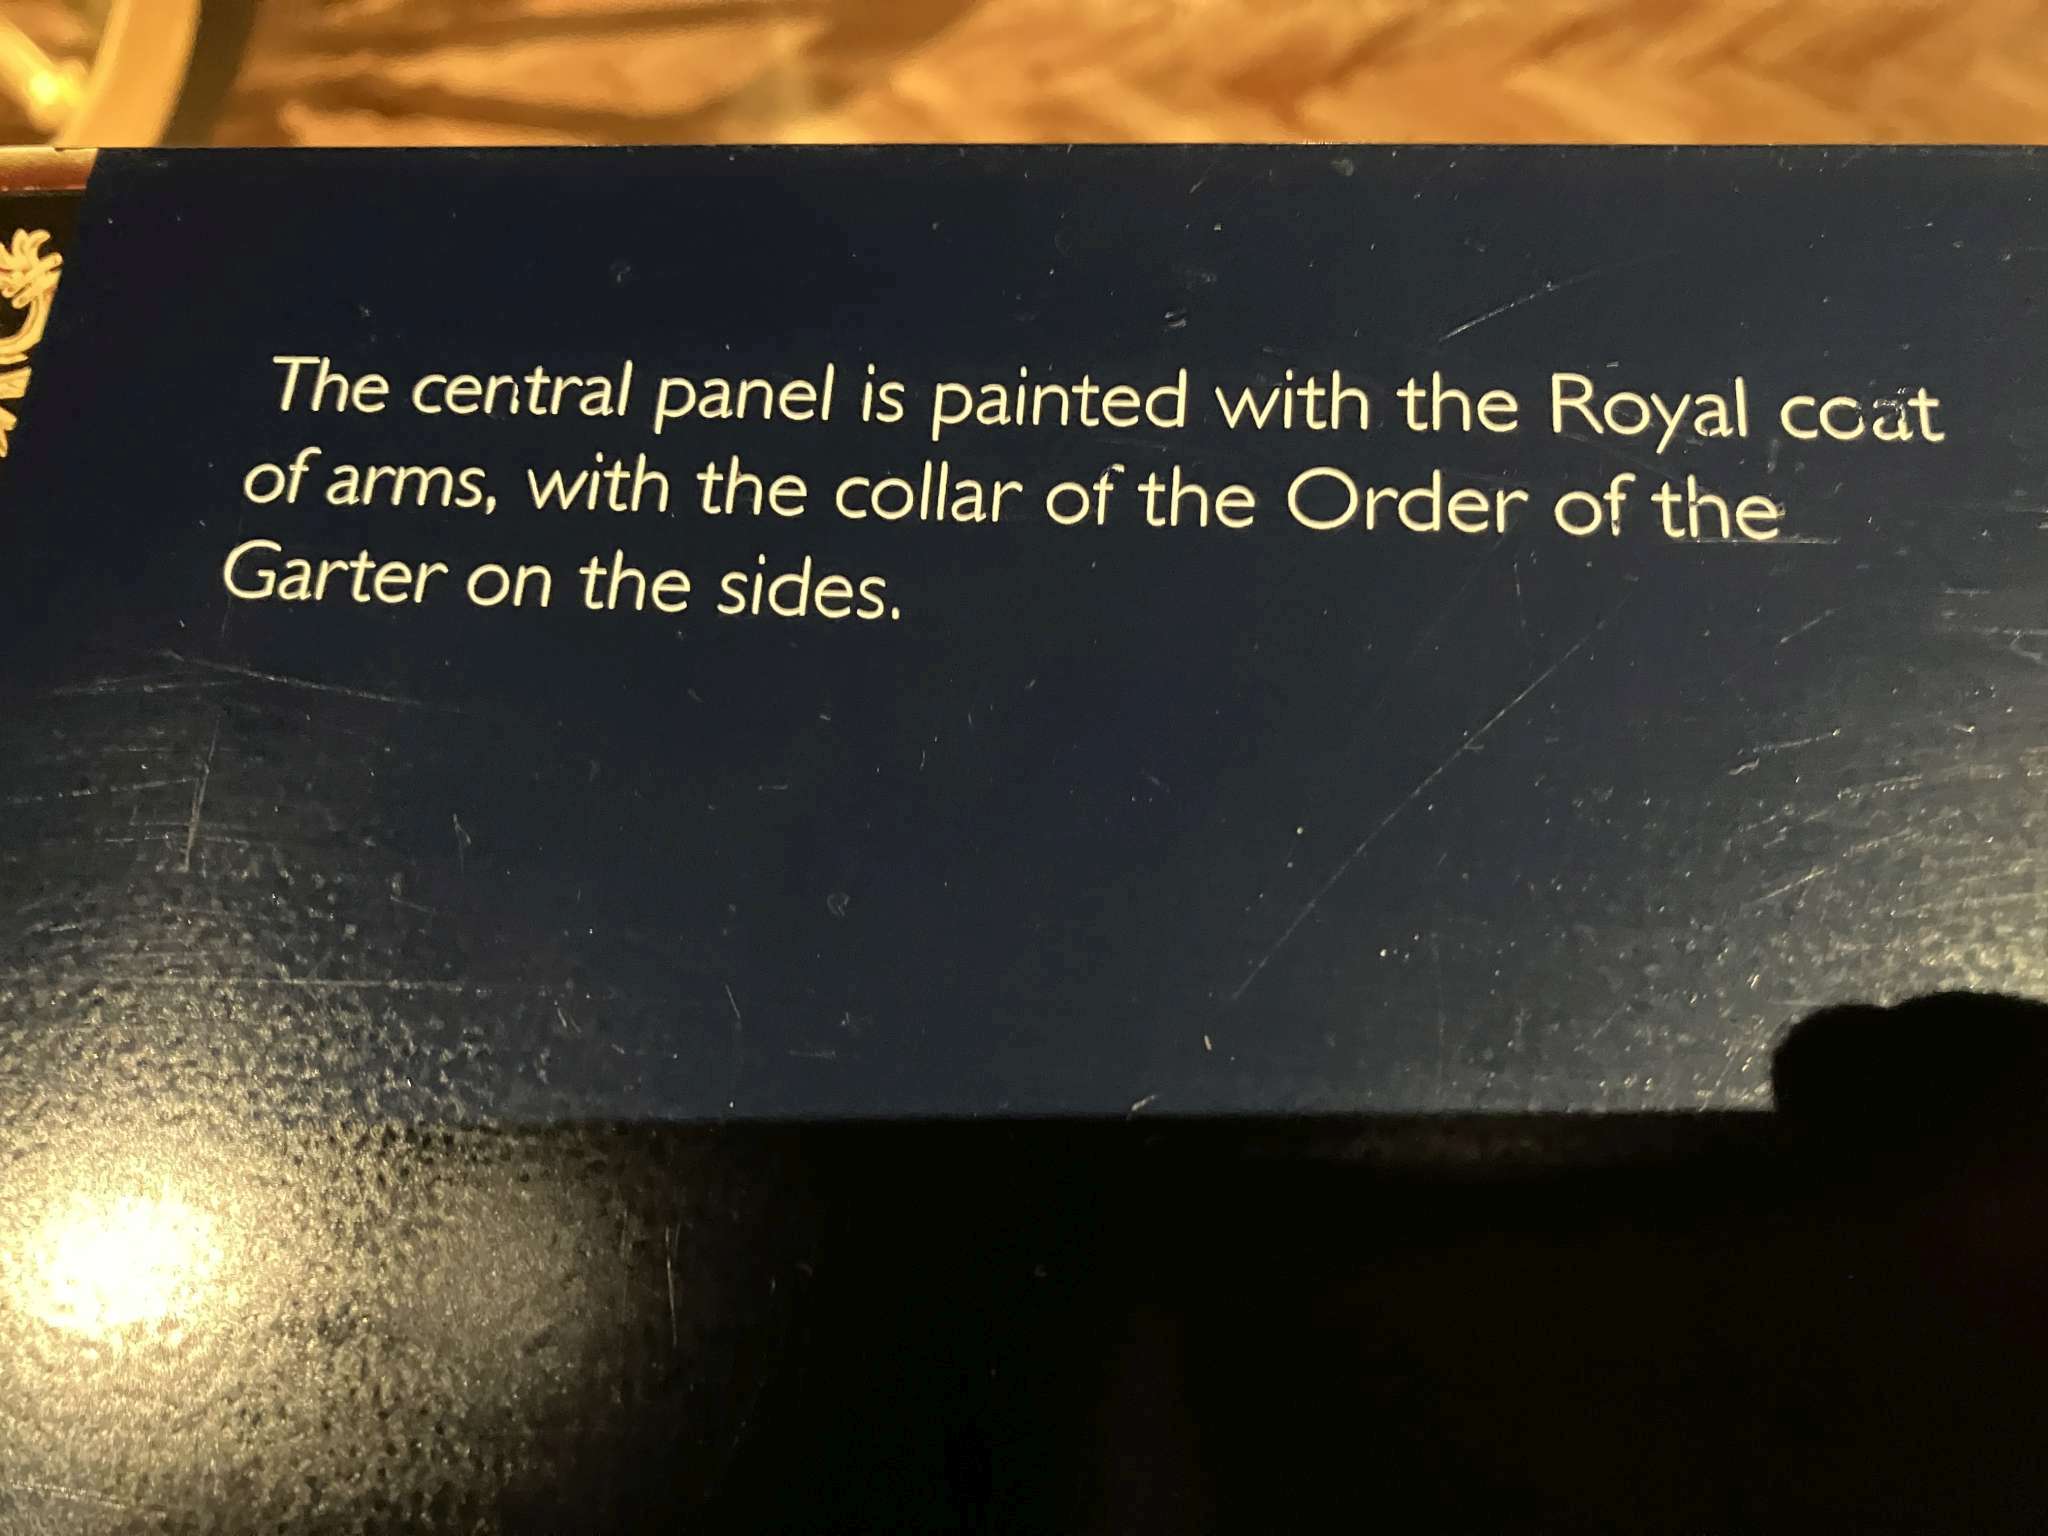 The central panel is painted with the Royal coat
of arms, with the collar of the Order of the
Garter on the sides.